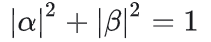 |α|² + |β|² = 1